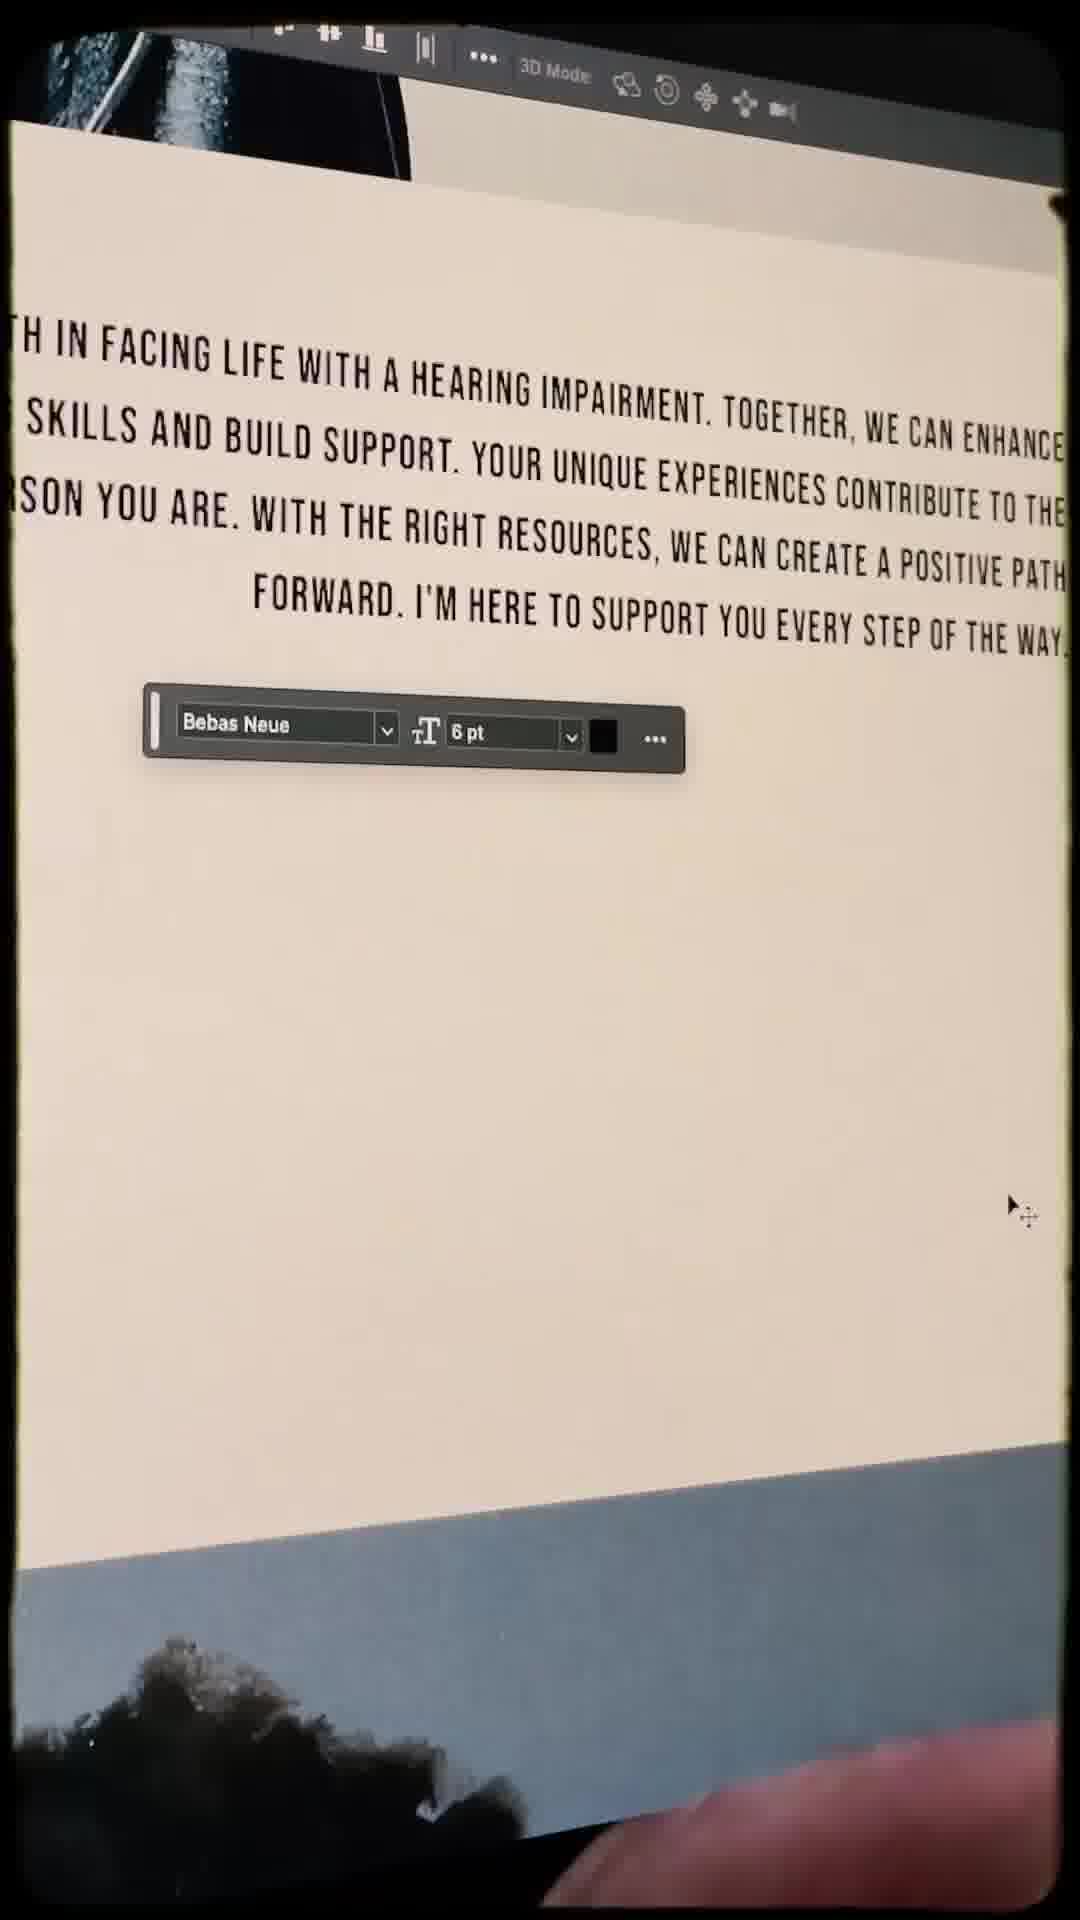 3D Mode
TH IN FACING LIFE WITH A HEARING IMPAIRMENT. TOGETHER, WE CAN ENHANCE
SKILLS AND BUILD SUPPORT. YOUR UNIQUE EXPERIENCES CONTRIBUTE TO THE
RSON YOU ARE. WITH THE RIGHT RESOURCES, WE CAN CREATE A POSITIVE PATH
FORWARD. I'M HERE TO SUPPORT YOU EVERY STEP OF THE WAY.
Bebas Neue
6 pt